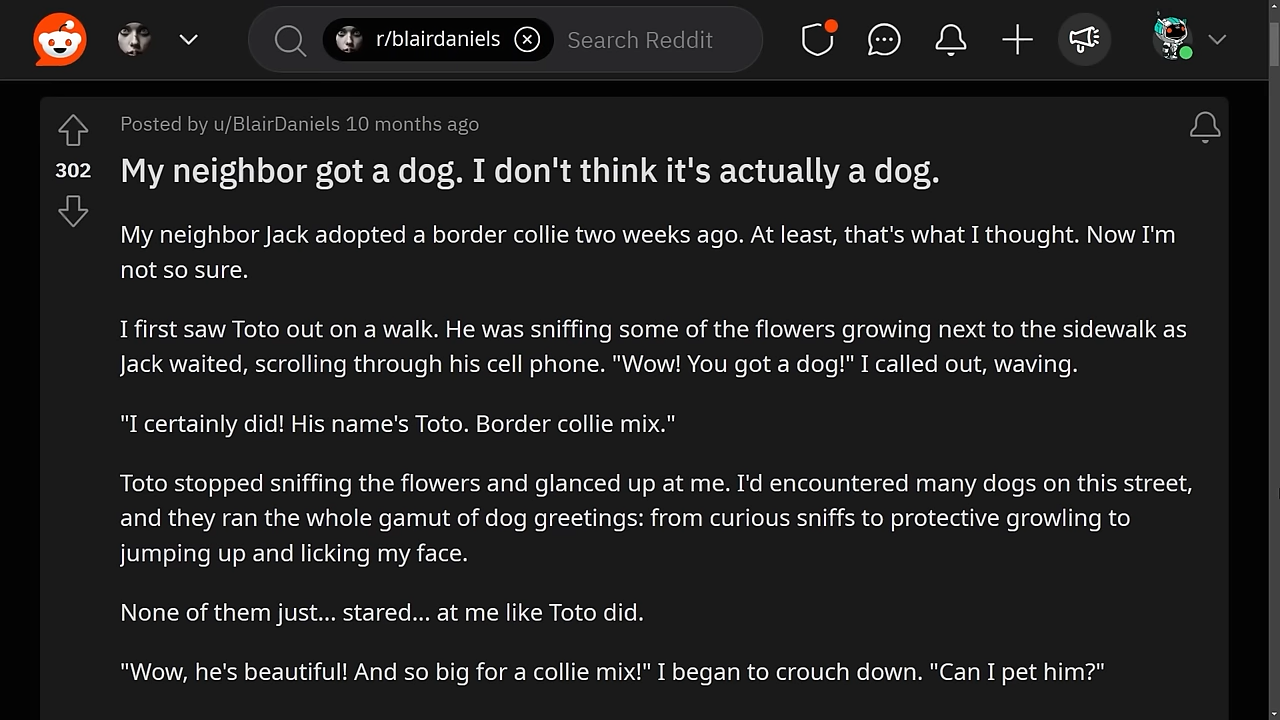 r/blairdaniels
Search Reddit
Posted by u/BlairDaniels 10 months ago
302
My neighbor got a dog. I don't think it's actually a dog.
My neighbor Jack adopted a border collie two weeks ago. At least, that's what I thought. Now I'm
not so sure.
I first saw Toto out on a walk. He was sniffing some of the flowers growing next to the sidewalk as
Jack waited, scrolling through his cell phone. "Wow! You got a dog!" I called out, waving.
"I certainly did! His name's Toto. Border collie mix."
Toto stopped sniffing the flowers and glanced up at me. I'd encountered many dogs on this street,
and they ran the whole gamut of dog greetings: from curious sniffs to protective growling to
jumping up and licking my face.
None of them just... stared... at me like Toto did.
"Wow, he's beautiful! And so big for a collie mix!" I began to crouch down. "Can I pet him?"